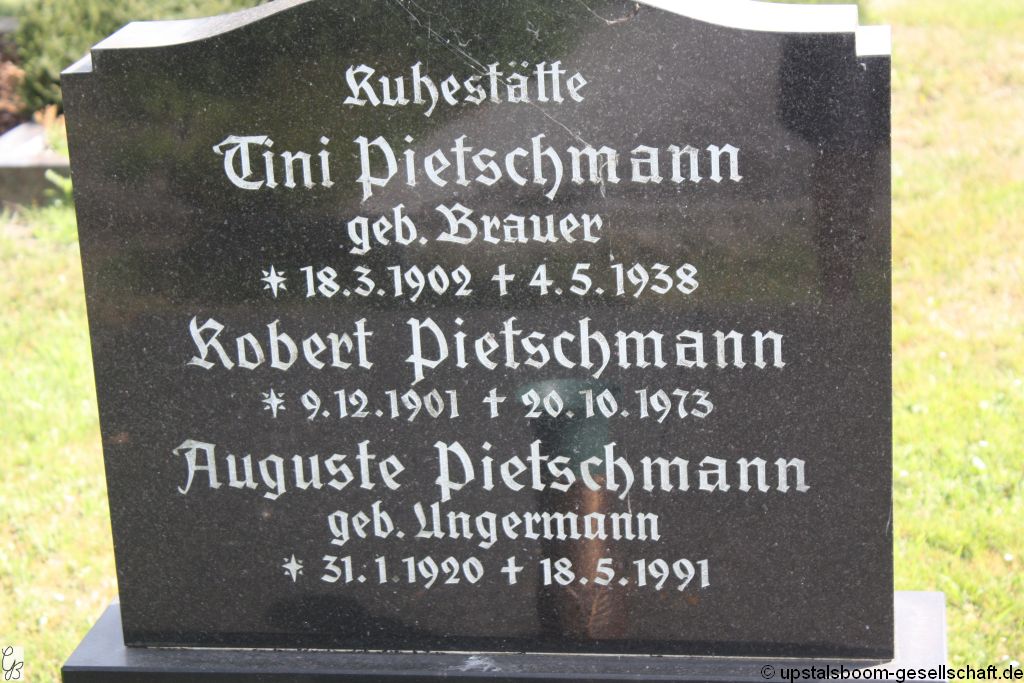 Ruhestätte
Tini Pietschmann
geb. Brauer
* 18.3.1902 † 4.5.1938
Robert Pietschmann
* 9.12.1901 † 20.10.1973
Auguste Pietschmann
geb. Ungermann
* 31.1.1920 † 18.5.1991
© upstalsboom-gesellschaft.de